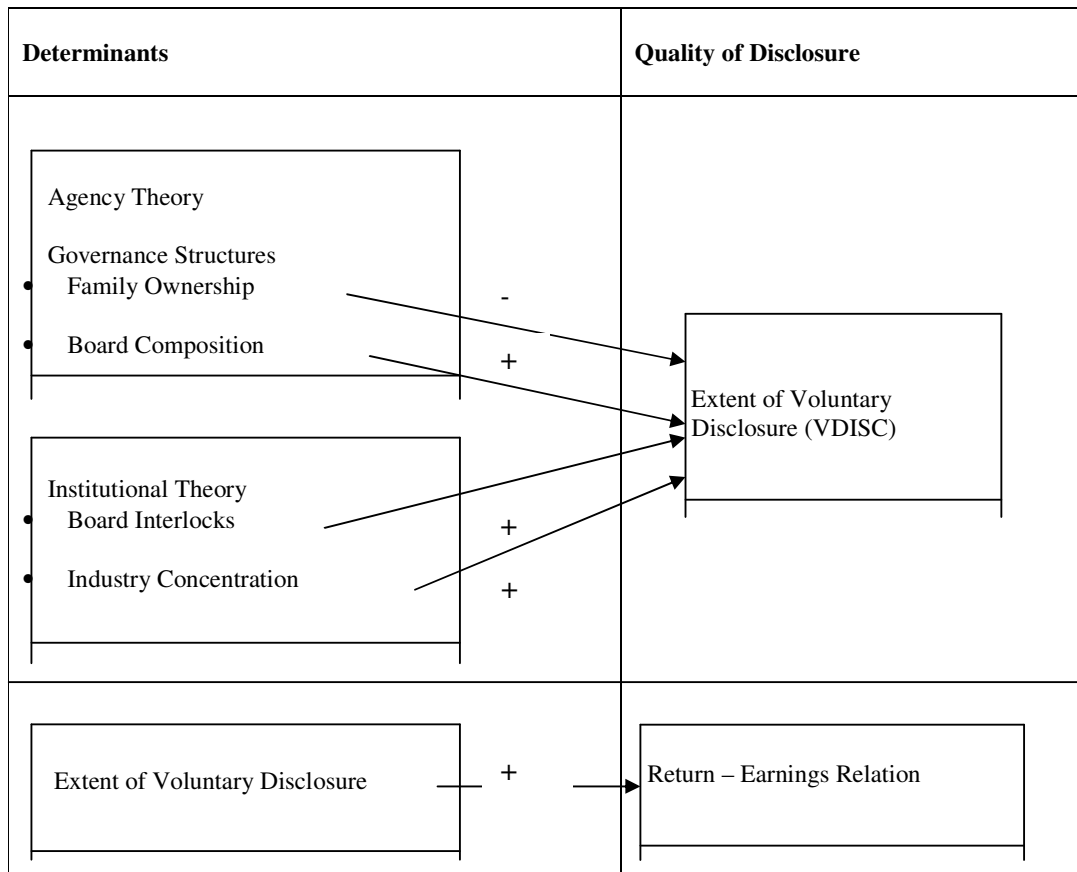 Determinants
Quality of Disclosure
Agency Theory
Governance Structures
• Family Ownership
-
• Board Composition
+
Extent of Voluntary
Disclosure (VDISC)
Institutional Theory
• Board Interlocks
+
• Industry Concentration
+
Extent of Voluntary Disclosure
+
Return – Earnings Relation